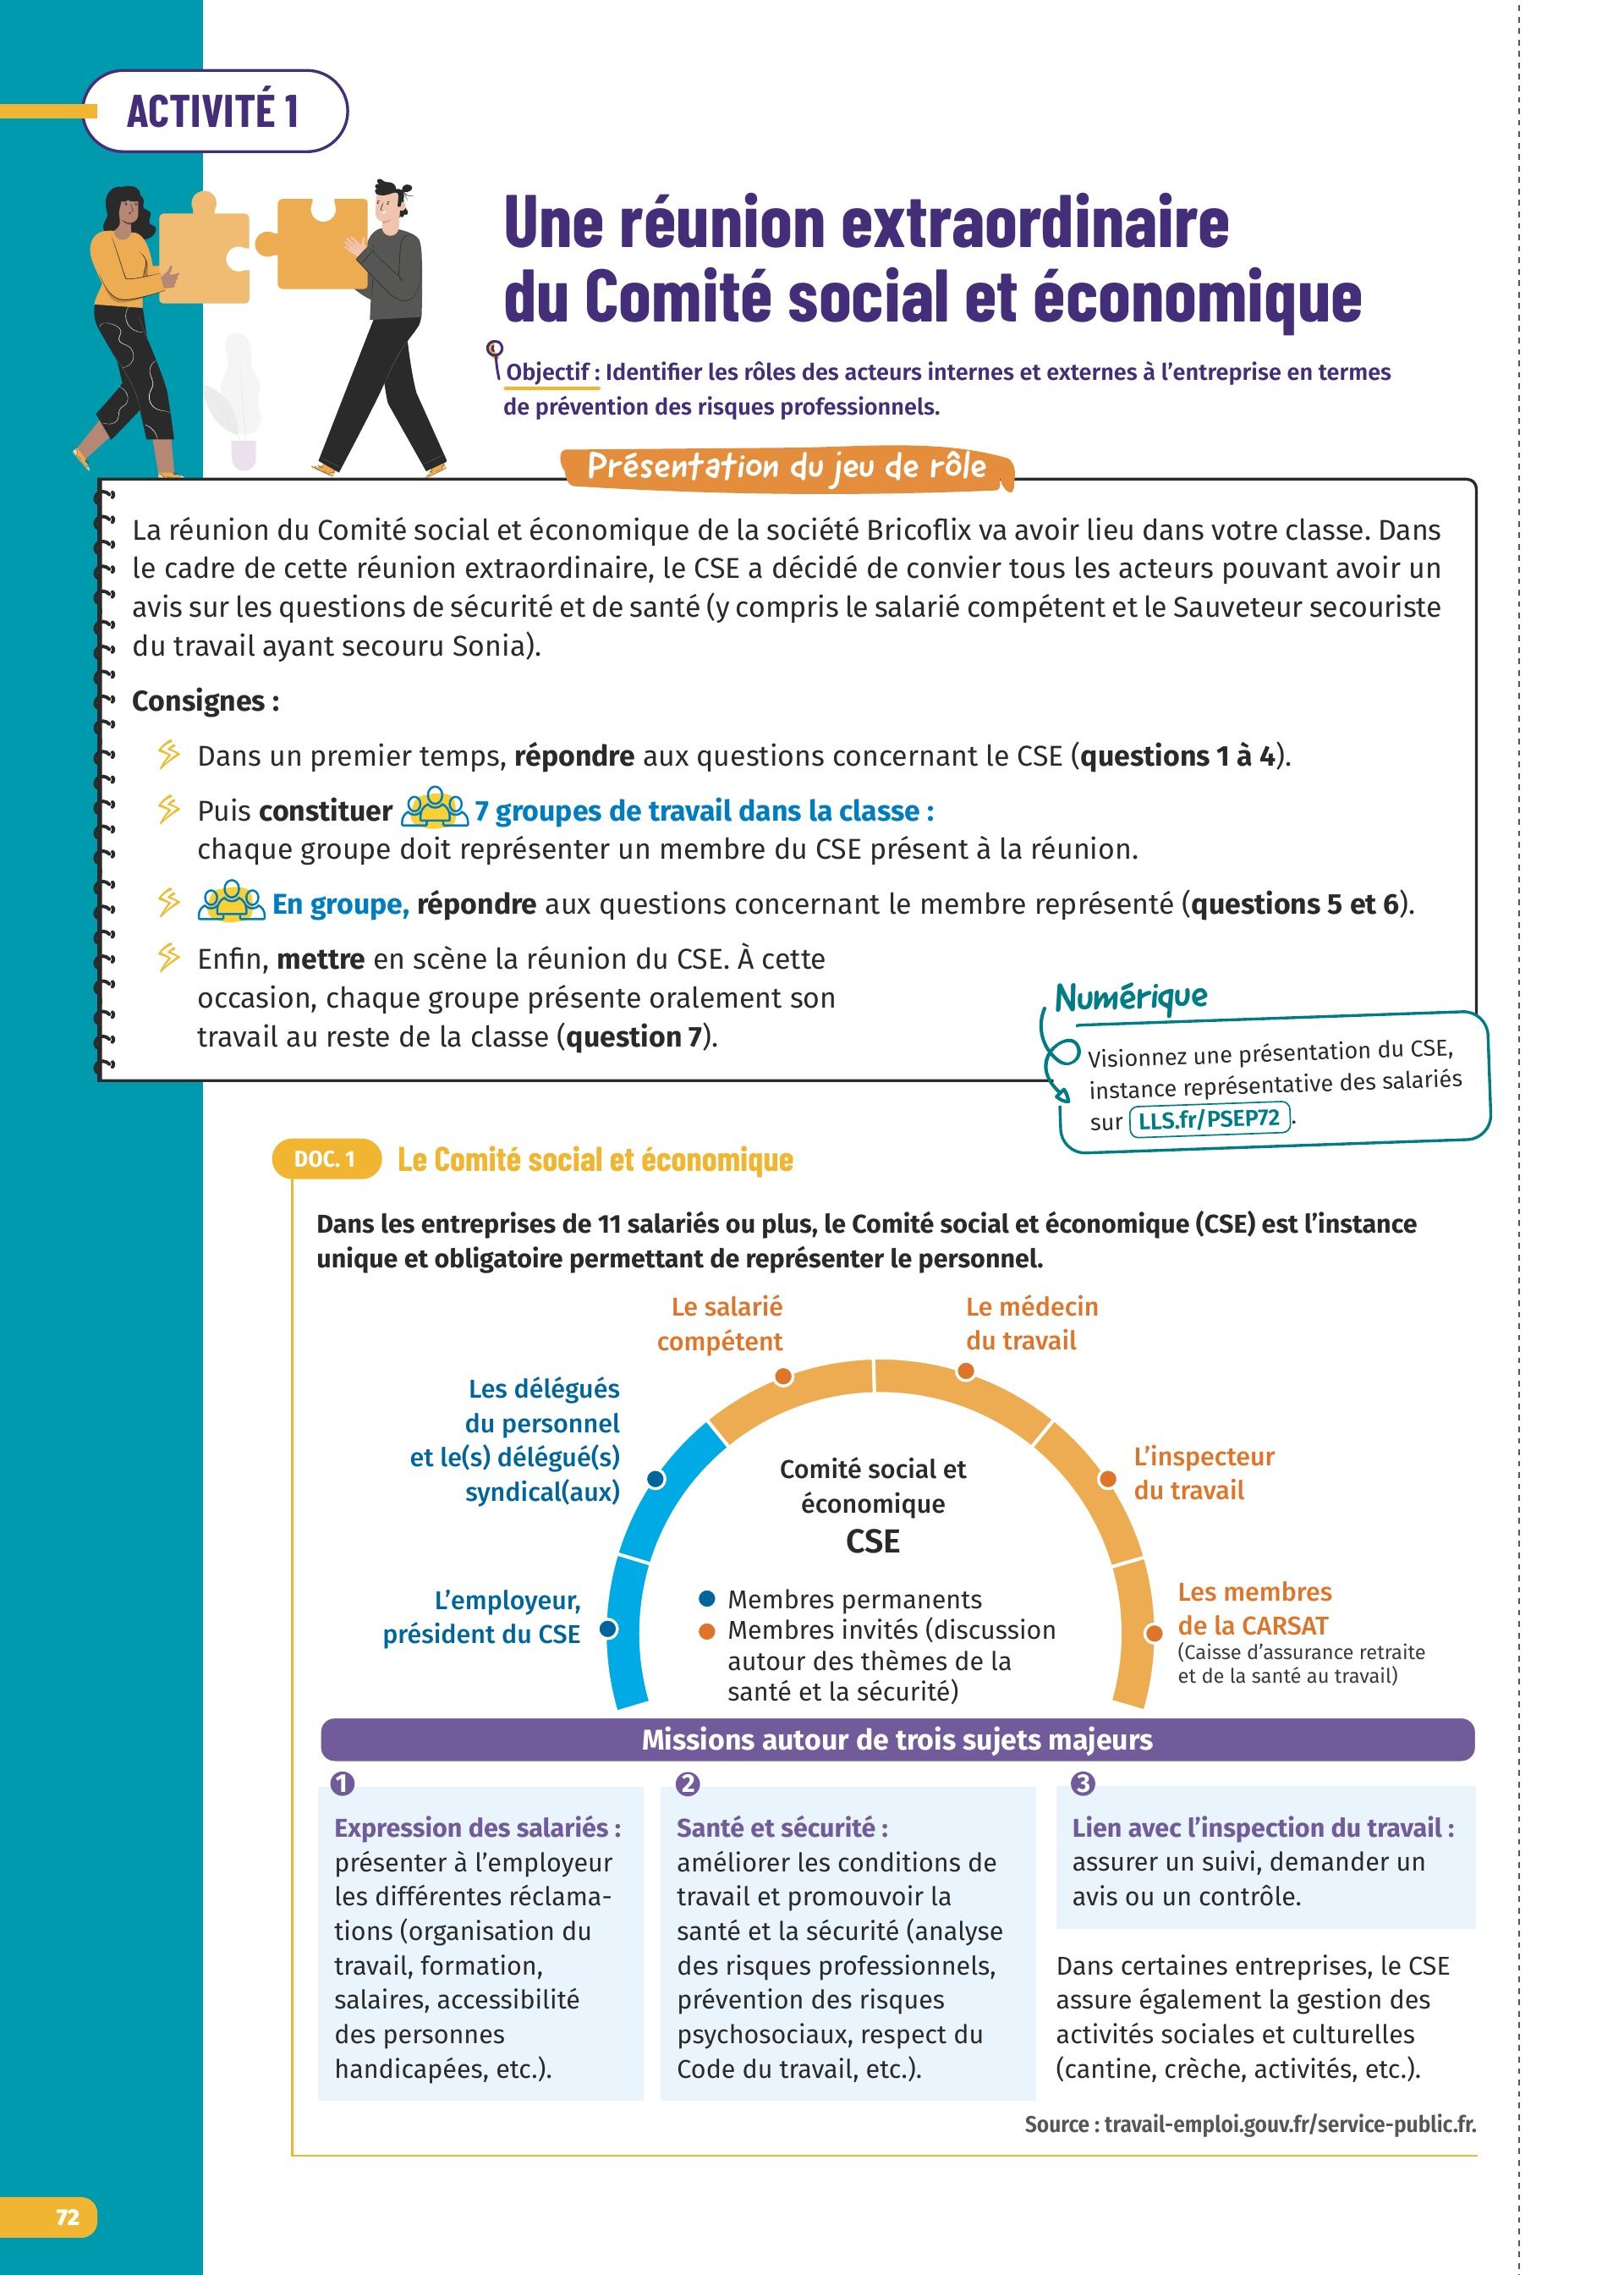 ACTIVITÉ 1
Une réunion extraordinaire
du Comité social et économique
Objectif : Identifier les rôles des acteurs internes et externes à l’entreprise en termes
de prévention des risques professionnels.
Présentation du jeu de rôle
La réunion du Comité social et économique de la société Bricoflix va avoir lieu dans votre classe. Dans
le cadre de cette réunion extraordinaire, le CSE a décidé de convier tous les acteurs pouvant avoir un
avis sur les questions de sécurité et de santé (y compris le salarié compétent et le Sauveteur secouriste
du travail ayant secouru Sonia).
Consignes :
Dans un premier temps, répondre aux questions concernant le CSE (questions 1 à 4).
Puis constituer 7 groupes de travail dans la classe :
chaque groupe doit représenter un membre du CSE présent à la réunion.
En groupe, répondre aux questions concernant le membre représenté (questions 5 et 6).
Enfin, mettre en scène la réunion du CSE. À cette
occasion, chaque groupe présente oralement son
travail au reste de la classe (question 7).
Numérique
Visionnez une présentation du CSE,
instance représentative des salariés
sur LLS.fr/PSEP72.
DOC. 1 Le Comité social et économique
Dans les entreprises de 11 salariés ou plus, le Comité social et économique (CSE) est l’instance
unique et obligatoire permettant de représenter le personnel.
Le salarié
compétent
Le médecin
du travail
Les délégués
du personnel
et le(s) délégué(s)
syndical(aux)
L’inspecteur
du travail
Comité social et
économique
CSE
L’employeur,
président du CSE
Membres permanents
Membres invités (discussion
autour des thèmes de la
santé et la sécurité)
Les membres
de la CARSAT
(Caisse d’assurance retraite
et de la santé au travail)
Missions autour de trois sujets majeurs
1
Expression des salariés :
présenter à l’employeur
les différentes réclama-
tions (organisation du
travail, formation,
salaires, accessibilité
des personnes
handicapées, etc.).
2
Santé et sécurité :
améliorer les conditions de
travail et promouvoir la
santé et la sécurité (analyse
des risques professionnels,
prévention des risques
psychosociaux, respect du
Code du travail, etc.).
3
Lien avec l’inspection du travail :
assurer un suivi, demander un
avis ou un contrôle.
Dans certaines entreprises, le CSE
assure également la gestion des
activités sociales et culturelles
(cantine, crèche, activités, etc.).
Source : travail-emploi.gouv.fr/service-public.fr.
72